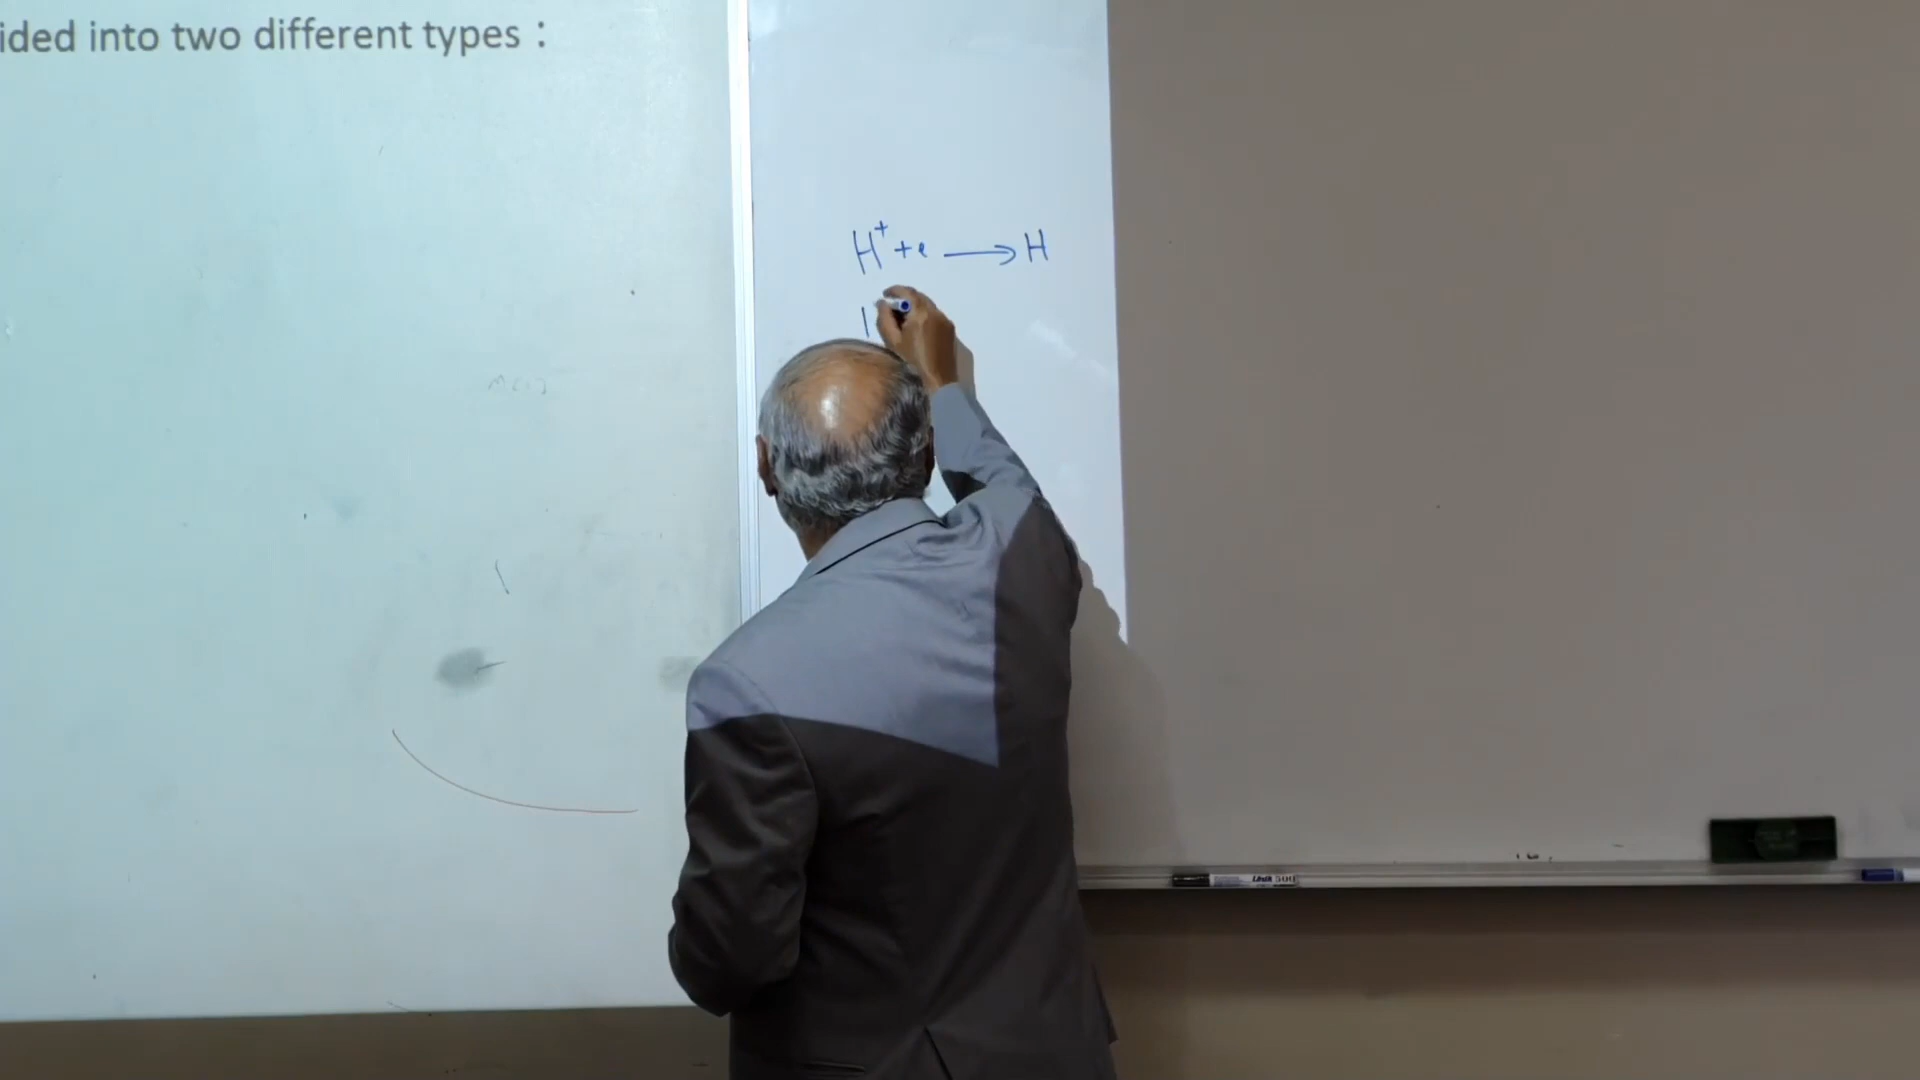 ided into two different types :
H⁺ + e ⟶ H